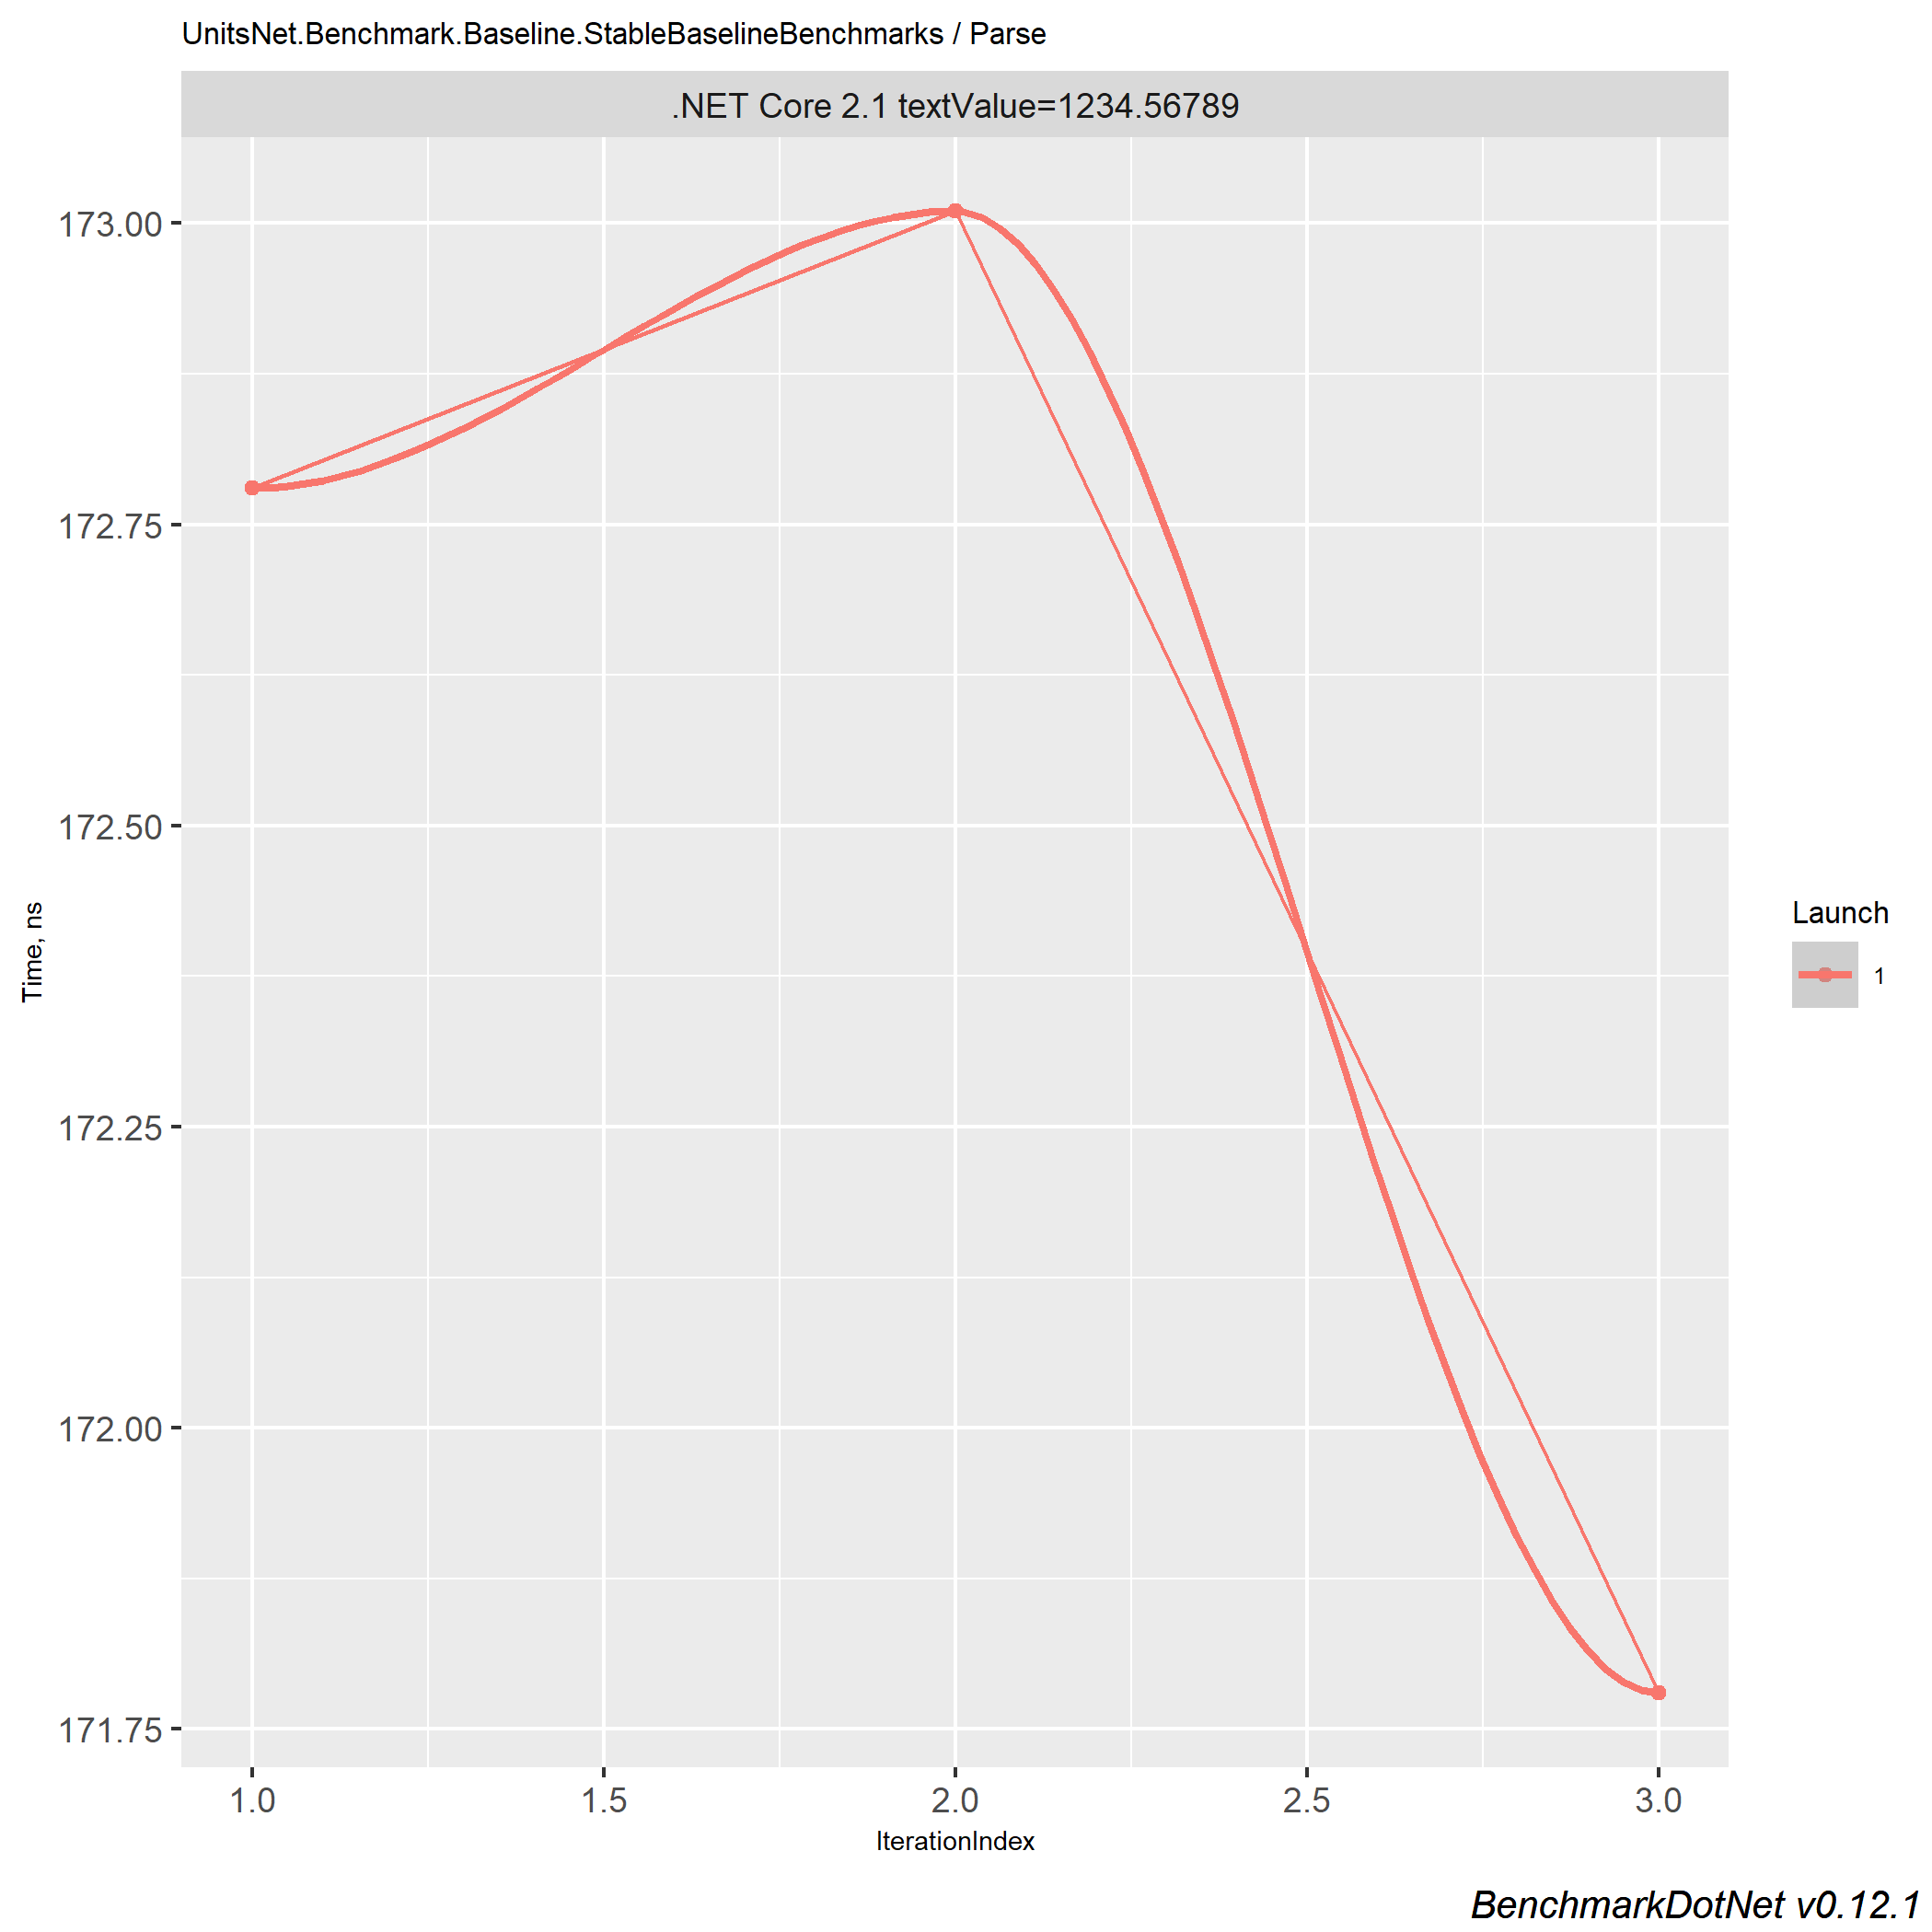 UnitsNet.Benchmark.Baseline.StableBaselineBenchmarks / Parse
.NET Core 2.1 textValue=1234.56789
173.00
172.75
172.50
172.25
172.00
171.75
Time, ns
1.0 1.5 2.0 2.5 3.0
IterationIndex
Launch
1
BenchmarkDotNet v0.12.1